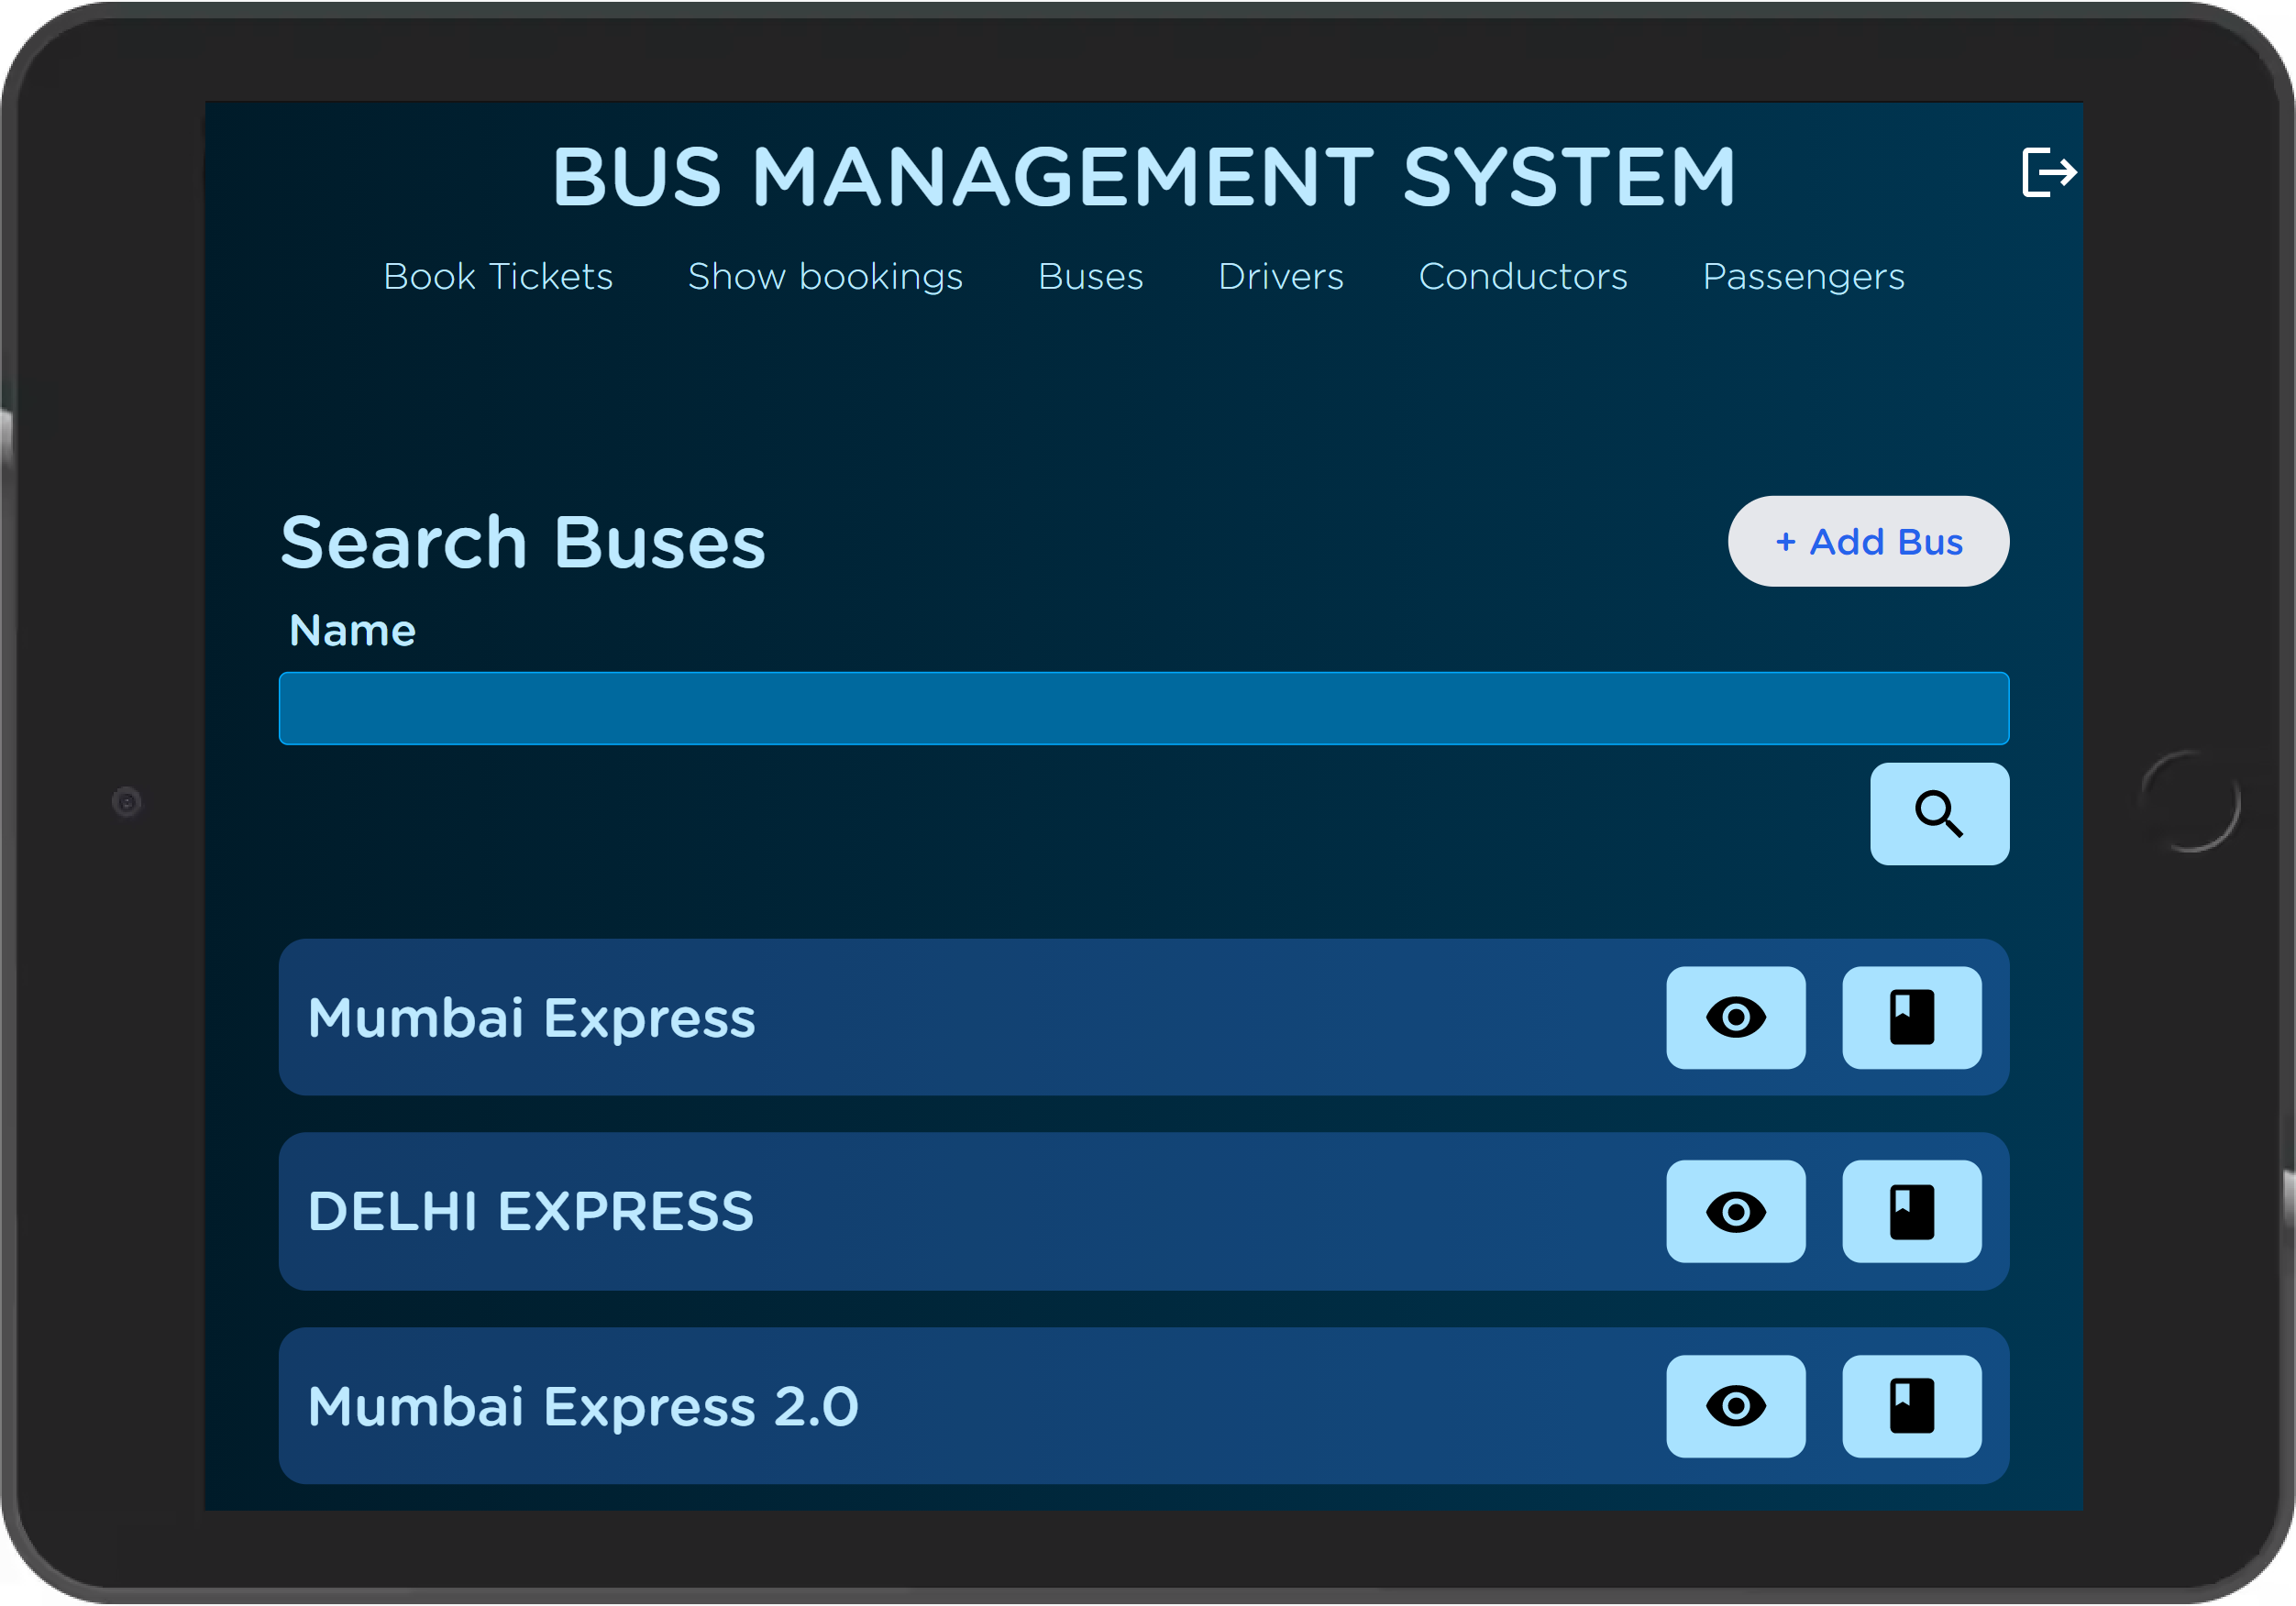 BUS MANAGEMENT SYSTEM
Book Tickets Show bookings Buses Drivers Conductors Passengers
Search Buses
+ Add Bus
Name
Mumbai Express
DELHI EXPRESS
Mumbai Express 2.0